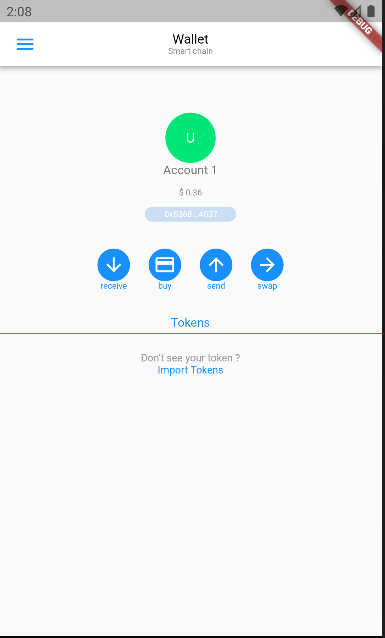 2:08
DEBUG
Wallet
Smart chain
U
Account 1
$ 0.36
0x5368...4037
receive buy send swap
Tokens
Don't see your token ?
Import Tokens